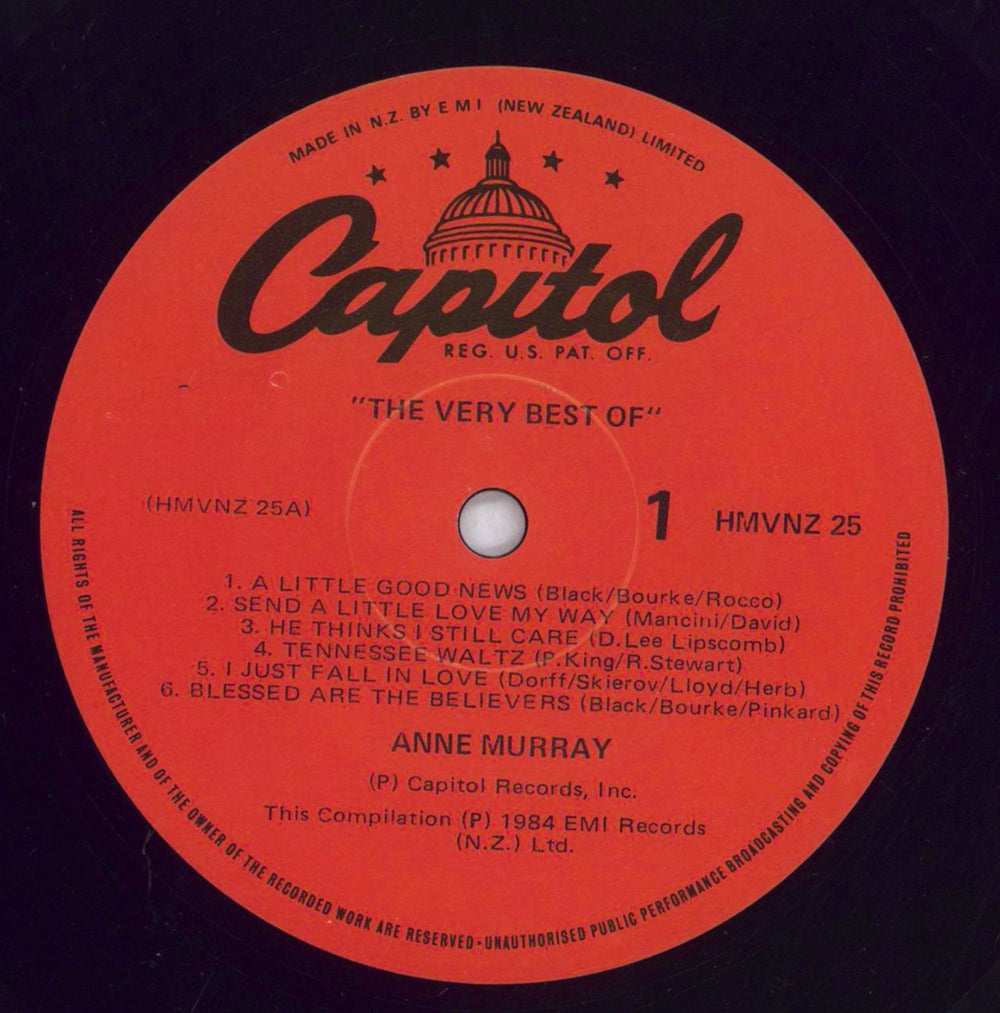 MADE IN N.Z. BY E M I (NEW ZEALAND) LIMITED
Capitol
REG. U.S. PAT. OFF.
"THE VERY BEST OF"
(HMVNZ 25A)
1
HMVNZ 25
1. A LITTLE GOOD NEWS (Black/Bourke/Rocco)
2. SEND A LITTLE LOVE MY WAY (Mancini/David)
3. HE THINKS I STILL CARE (D.Lee Lipscomb)
4. TENNESSEE WALTZ (P.King/R.Stewart)
5. I JUST FALL IN LOVE (Dorff/Skierov/Lloyd/Herb)
6. BLESSED ARE THE BELIEVERS (Black/Bourke/Pinkard)
ANNE MURRAY
(P) Capitol Records, Inc.
This Compilation (P) 1984 EMI Records
(N.Z.) Ltd.
ALL RIGHTS OF THE MANUFACTURER AND OF THE OWNER OF THE RECORDED WORK ARE RESERVED • UNAUTHORISED PUBLIC PERFORMANCE BROADCASTING AND COPYING OF THIS RECORD PROHIBITED